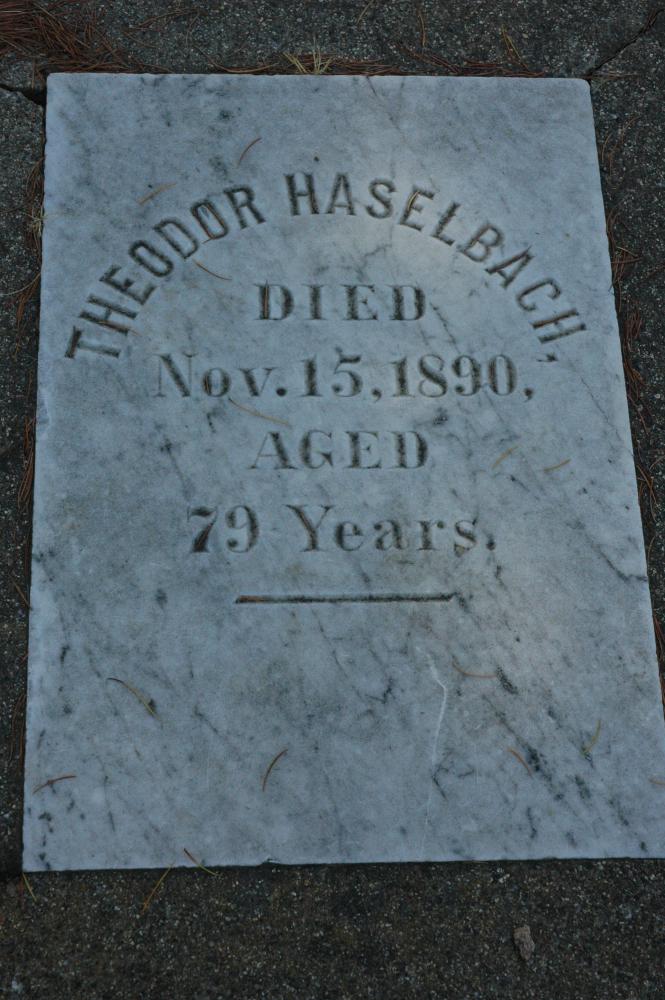 THEODOR HASELBACH,
DIED
Nov. 15, 1890,
AGED
79 Years.